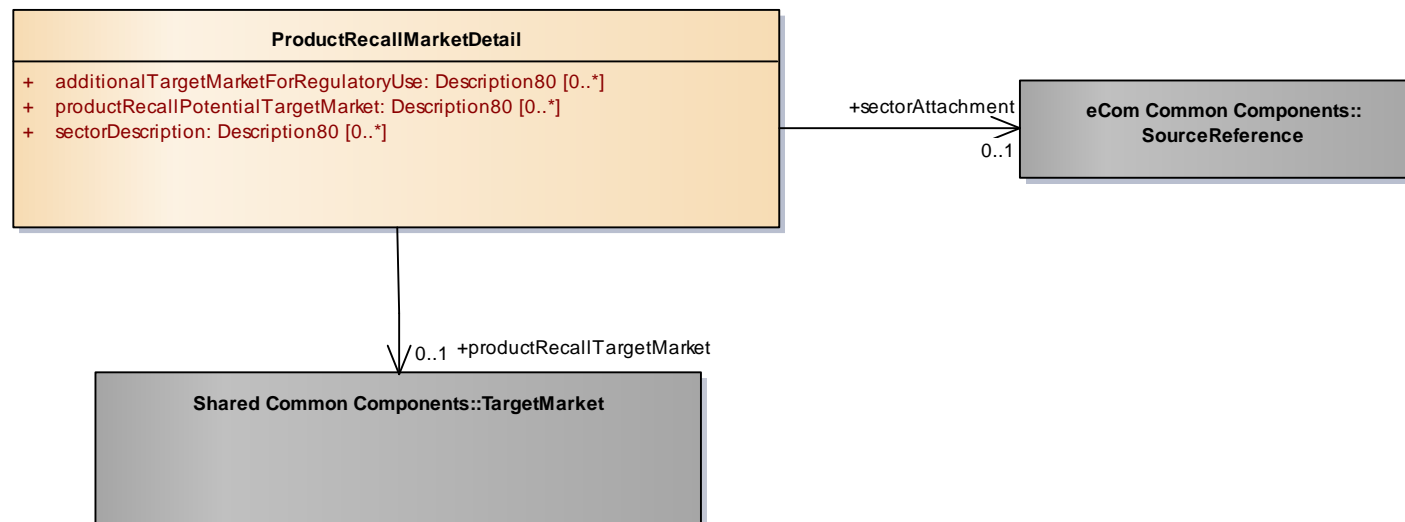 ProductRecallMarketDetail
+ additionalTargetMarketForRegulatoryUse: Description80 [0..*]
+ productRecallPotentialTargetMarket: Description80 [0..*]
+ sectorDescription: Description80 [0..*]
+sectorAttachment
0..1
eCom Common Components::
SourceReference
0..1 +productRecallTargetMarket
Shared Common Components::TargetMarket